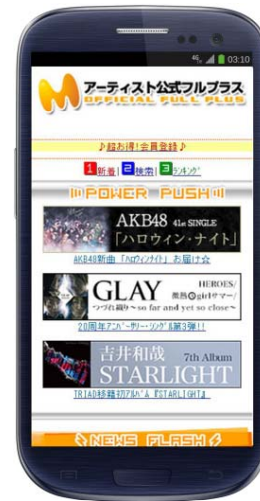 4G 03:10
アーティスト公式フルプラス
OFFICIAL FULL PLUS
♪超お得!会員登録♪
1新着|2検索|3ランキング
POWER PUSH
AKB48 41st SINGLE
「ハロウィン・ナイト」
AKB48新曲「ハロウィンナイト」お届け☆
GLAY HEROES/
微熱Ⓐgirlサマー/
つづれ織り〜so far and yet so close〜
20周年アニバーサリー・シングル第3弾!!
吉井和哉 7th Album
STARLIGHT
TRIAD移籍初アルバム『STARLIGHT』
NEWS FLASH